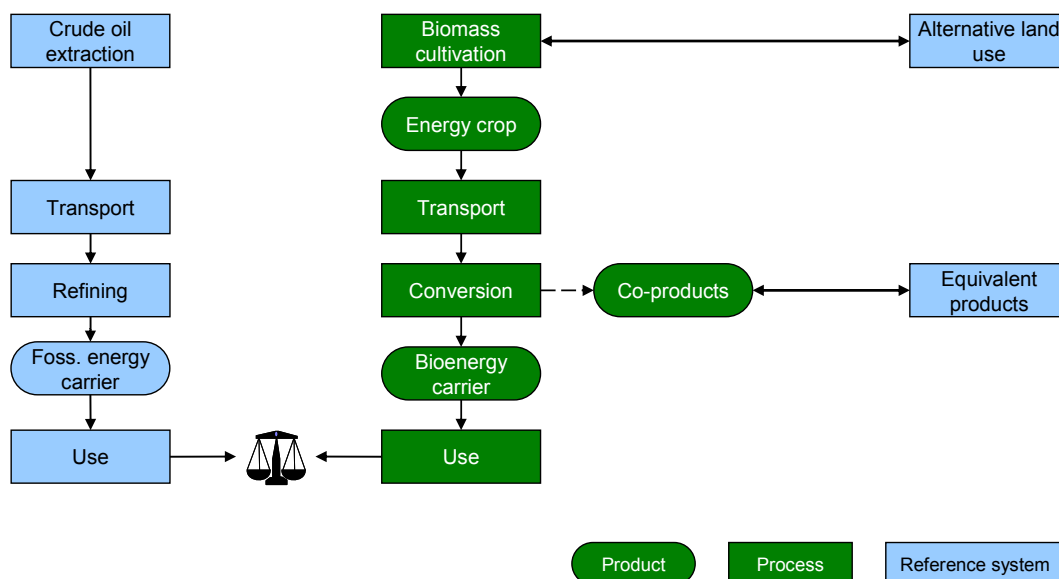 Crude oil
extraction
Biomass
cultivation
Alternative land
use
Energy crop
Transport
Transport
Refining
Conversion
Co-products
Equivalent
products
Foss. energy
carrier
Bioenergy
carrier
Use
Use
Product
Process
Reference system